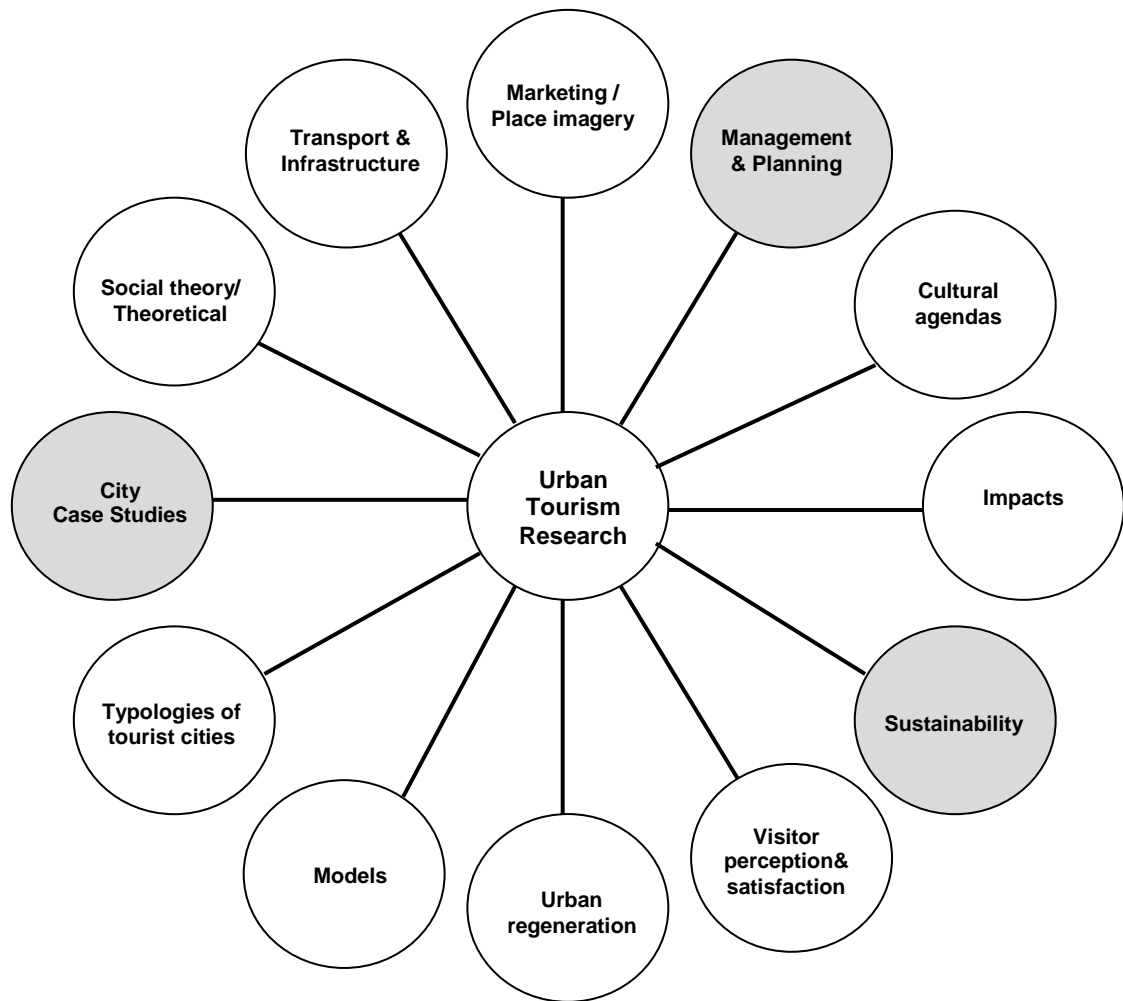 Marketing /
Place imagery
Transport &
Infrastructure
Management
& Planning
Social theory/
Theoretical
Cultural
agendas
City
Case Studies
Urban
Tourism
Research
Impacts
Typologies of
tourist cities
Sustainability
Models
Urban
regeneration
Visitor
perception&
satisfaction